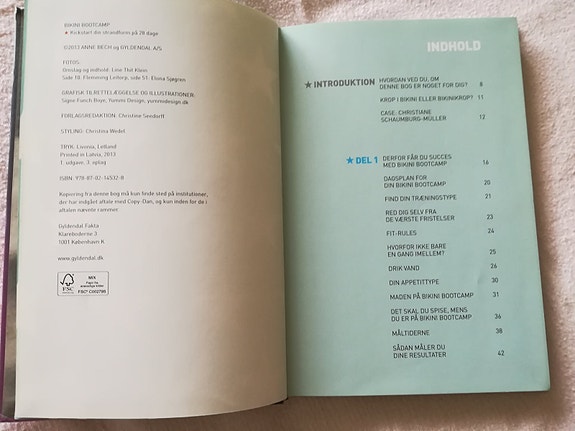 BIKINI BOOTCAMP
★ Kickstart din strandform på 28 dage
©2013 ANNE BECH og GYLDENDAL A/S
FOTOS:
Omslag og indhold: Line Thit Klein
Side 10: Flemming Leitorp, side 51: Elona Sjøgren
GRAFISK TILRETTELÆGGELSE OG ILLUSTRATIONER:
Signe Funch Buye, Yummi Design, yummidesign.dk
FORLAGSREDAKTION: Christine Sendorff
STYLING: Christina Wedel
TRYK: Livonia, Letland
Printed in Latvia, 2013
1. udgave, 3. oplag
ISBN: 978-87-02-14532-8
Kopiering fra denne bog må kun finde sted på institutioner,
der har indgået aftale med Copy-Dan, og kun inden for de i
aftalen nævnte rammer.
Gyldendal Fakta
Klareboderne 3
1001 København K
www.gyldendal.dk
FSC
MIX
FSC® C002795
INDHOLD
★ INTRODUKTION HVORDAN VED DU, OM
DENNE BOG ER NOGET FOR DIG? 8
KROP I BIKINI ELLER BIKINIKROP? 11
CASE: CHRISTIANE
SCHAUMBURG-MÜLLER 12
★ DEL 1 DERFOR FÅR DU SUCCES
MED BIKINI BOOTCAMP 16
DAGSPLAN FOR
DIN BIKINI BOOTCAMP 20
FIND DIN TRÆNINGSTYPE 21
RED DIG SELV FRA
DE VÆRSTE FRISTELSER 23
FIT-RULES 24
HVORFOR IKKE BARE
EN GANG IMELLEM? 25
DRIK VAND 26
DIN APPETITTYPE 30
MADEN PÅ BIKINI BOOTCAMP 31
DET SKAL DU SPISE, MENS
DU ER PÅ BIKINI BOOTCAMP 36
MÅLTIDERNE 38
SÅDAN MÅLER DU
DINE RESULTATER 42